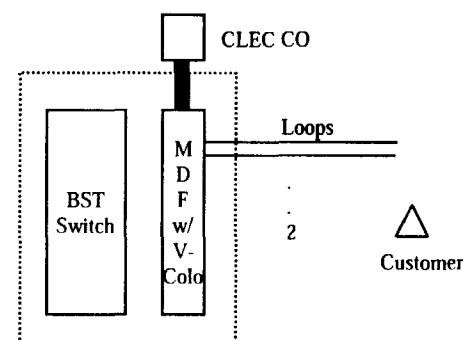 CLEC CO
Loops
M
D
F
w/
V-
Colo
BST
Switch
.
.
2
Customer